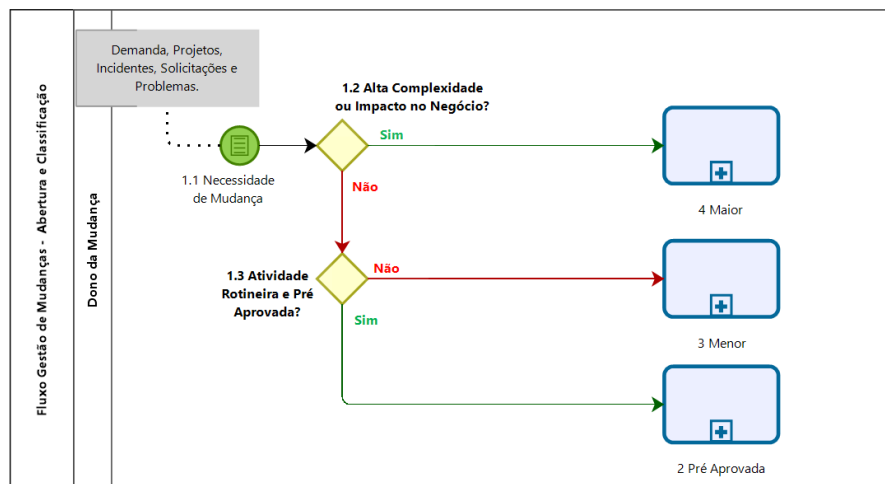 Fluxo Gestão de Mudanças - Abertura e Classificação
Dono da Mudança
Demanda, Projetos,
Incidentes, Solicitações e
Problemas.
1.1 Necessidade
de Mudança
1.2 Alta Complexidade
ou Impacto no Negócio?
Sim
Não
4 Maior
1.3 Atividade
Rotineira e Pré
Aprovada?
Não
Sim
3 Menor
2 Pré Aprovada